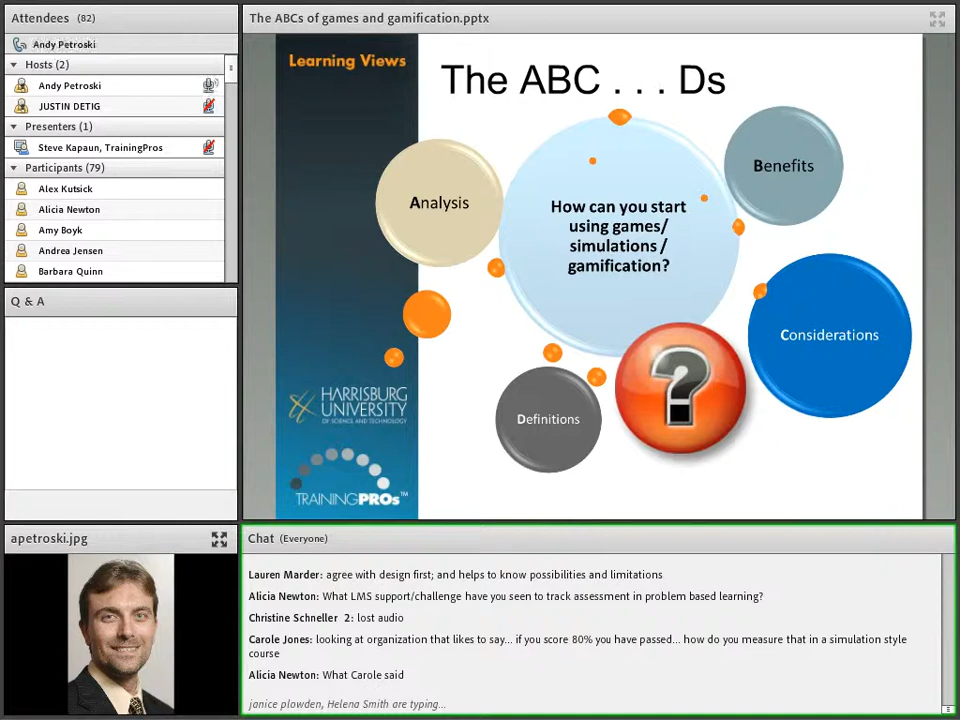 Attendees (82)
Andy Petroski
Hosts (2)
Andy Petroski
JUSTIN DETIG
Presenters (1)
Steve Kapaun, TrainingPros
Participants (79)
Alex Kutsick
Alicia Newton
Amy Boyk
Andrea Jensen
Barbara Quinn
Q & A
apetroski.jpg
The ABCs of games and gamification.pptx
Learning Views
The ABC . . . Ds
Analysis
How can you start
using games/
simulations /
gamification?
Benefits
Considerations
Definitions
?
HARRISBURG
UNIVERSITY
OF SCIENCE AND TECHNOLOGY
TRAININGPROs™
Chat (Everyone)
Lauren Marder: agree with design first; and helps to know possibilities and limitations
Alicia Newton: What LMS support/challenge have you seen to track assessment in problem based learning?
Christine Schneller 2: lost audio
Carole Jones: looking at organization that likes to say... if you score 80% you have passed... how do you measure that in a simulation style
course
Alicia Newton: What Carole said
janice plowden, Helena Smith are typing...